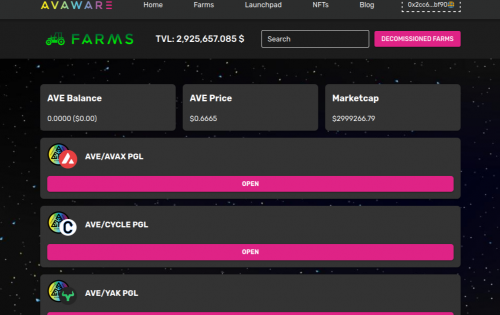 AVAWARE
Home Farms Launchpad NFTs Blog 0x2cc6...bf90
FARMS TVL: 2,925,657.085 $ Search DECOMISSIONED FARMS
AVE Balance AVE Price Marketcap
0.0000 ($0.00) $0.6665 $2999266.79
AVE/AVAX PGL
OPEN
C
AVE/CYCLE PGL
OPEN
AVE/YAK PGL